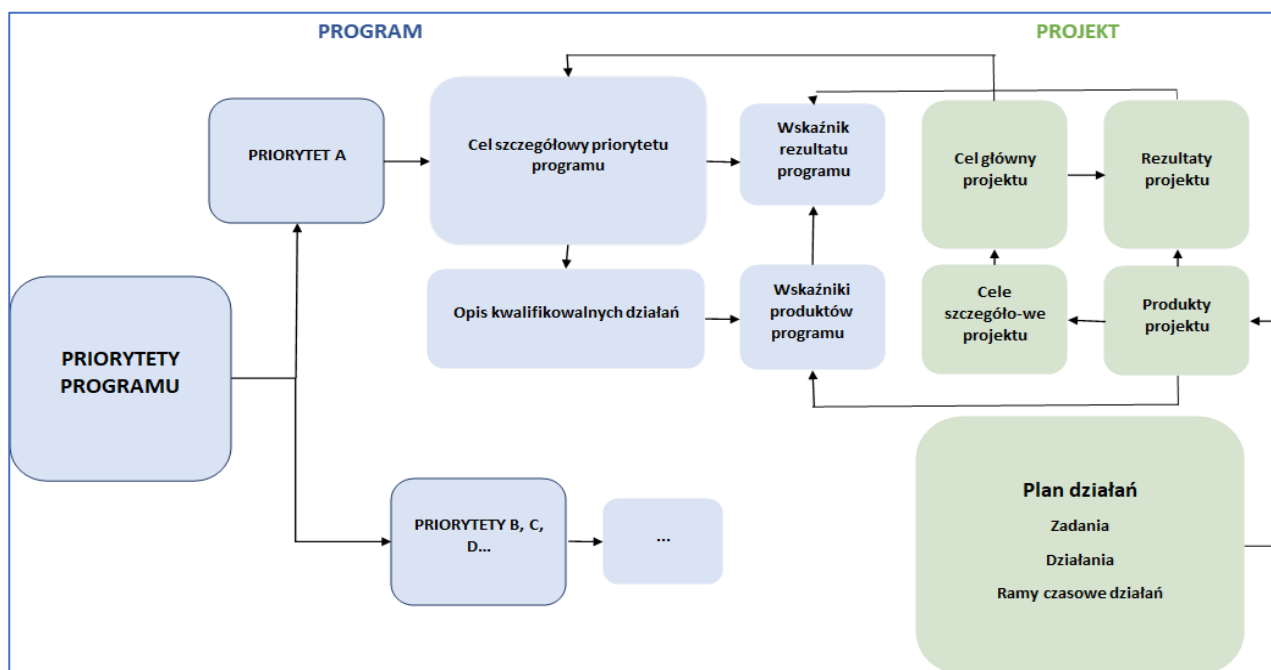 PROGRAM
PROJEKT
PRIORYTET A
Cel szczegółowy priorytetu
programu
Wskaźnik
rezultatu
programu
Cel główny
projektu
Rezultaty
projektu
PRIORYTETY
PROGRAMU
Opis kwalifikowalnych działań
Wskaźniki
produktów
programu
Cele
szczegóło-we
projektu
Produkty
projektu
PRIORYTETY B, C,
D...
...
Plan działań
Zadania
Działania
Ramy czasowe działań